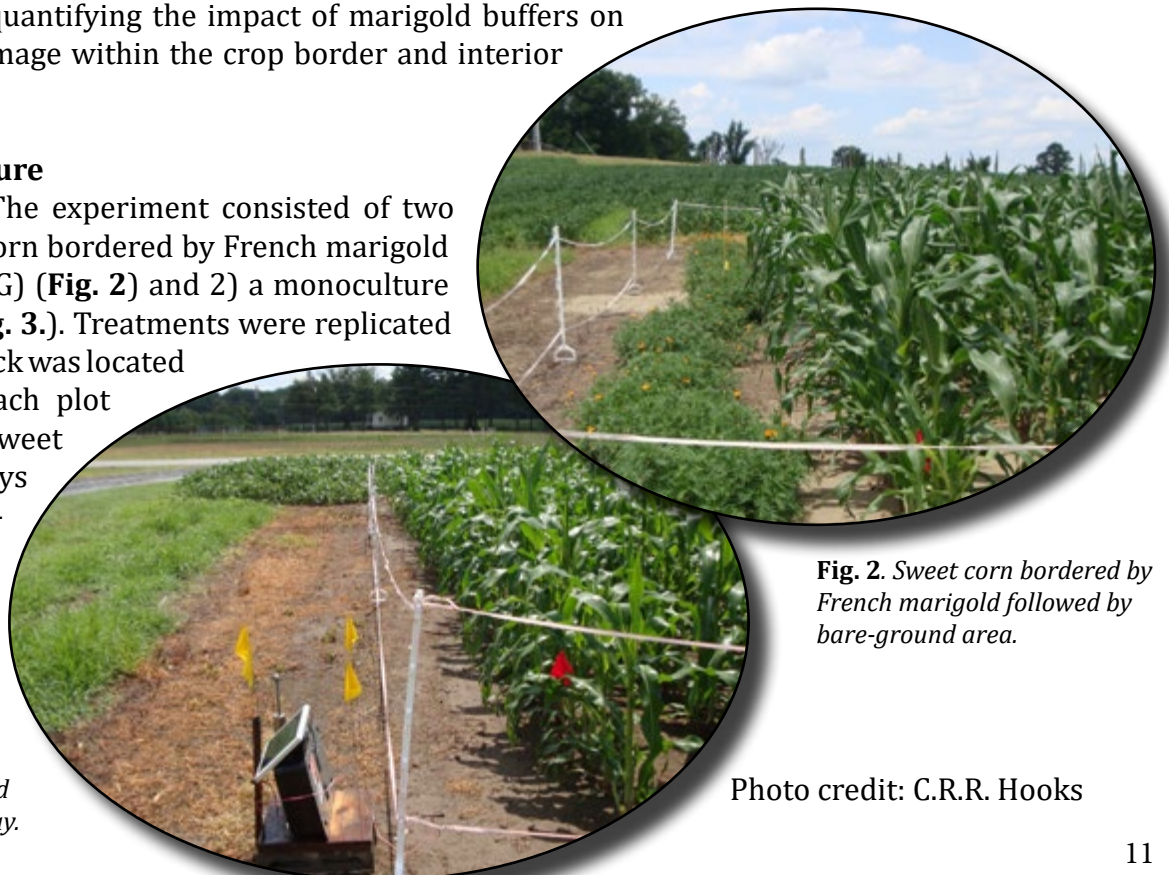 quantifying the impact of marigold buffers on
mage within the crop border and interior
ure
The experiment consisted of two
orn bordered by French marigold
G) (Fig. 2) and 2) a monoculture
g. 3.). Treatments were replicated
ck was located
ach plot
weet
ys
Fig. 2. Sweet corn bordered by
French marigold followed by
bare-ground area.
d
y.
Photo credit: C.R.R. Hooks
11